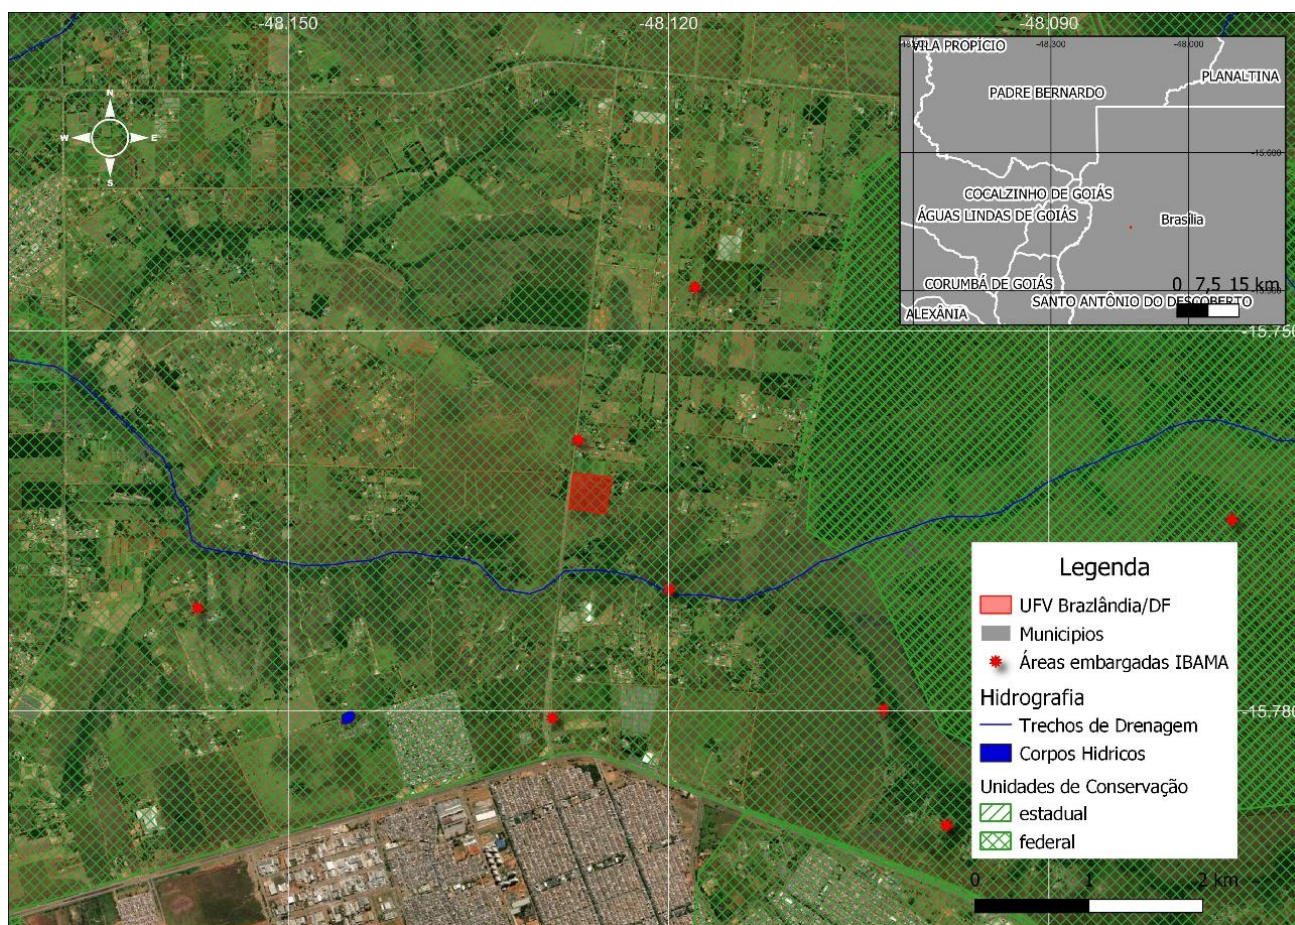 -48.150
-48.120
-48.090
N
W
E
S
VILA PROPÍCIO
-48.300
-48.000
PLANALTINA
PADRE BERNARDO
-15.600
COCALZINHO DE GOIÁS
ÁGUAS LINDAS DE GOIÁS
Brasília
CORUMBÁ DE GOIÁS
0 7,5 15 km
SANTO ANTÔNIO DO DESCOBERTO
ALEXÂNIA
-15.750
Legenda
UFV Brazlândia/DF
Municipios
Áreas embargadas IBAMA
Hidrografia
Trechos de Drenagem
Corpos Hidricos
Unidades de Conservação
estadual
federal
-15.780
0 1 2 km